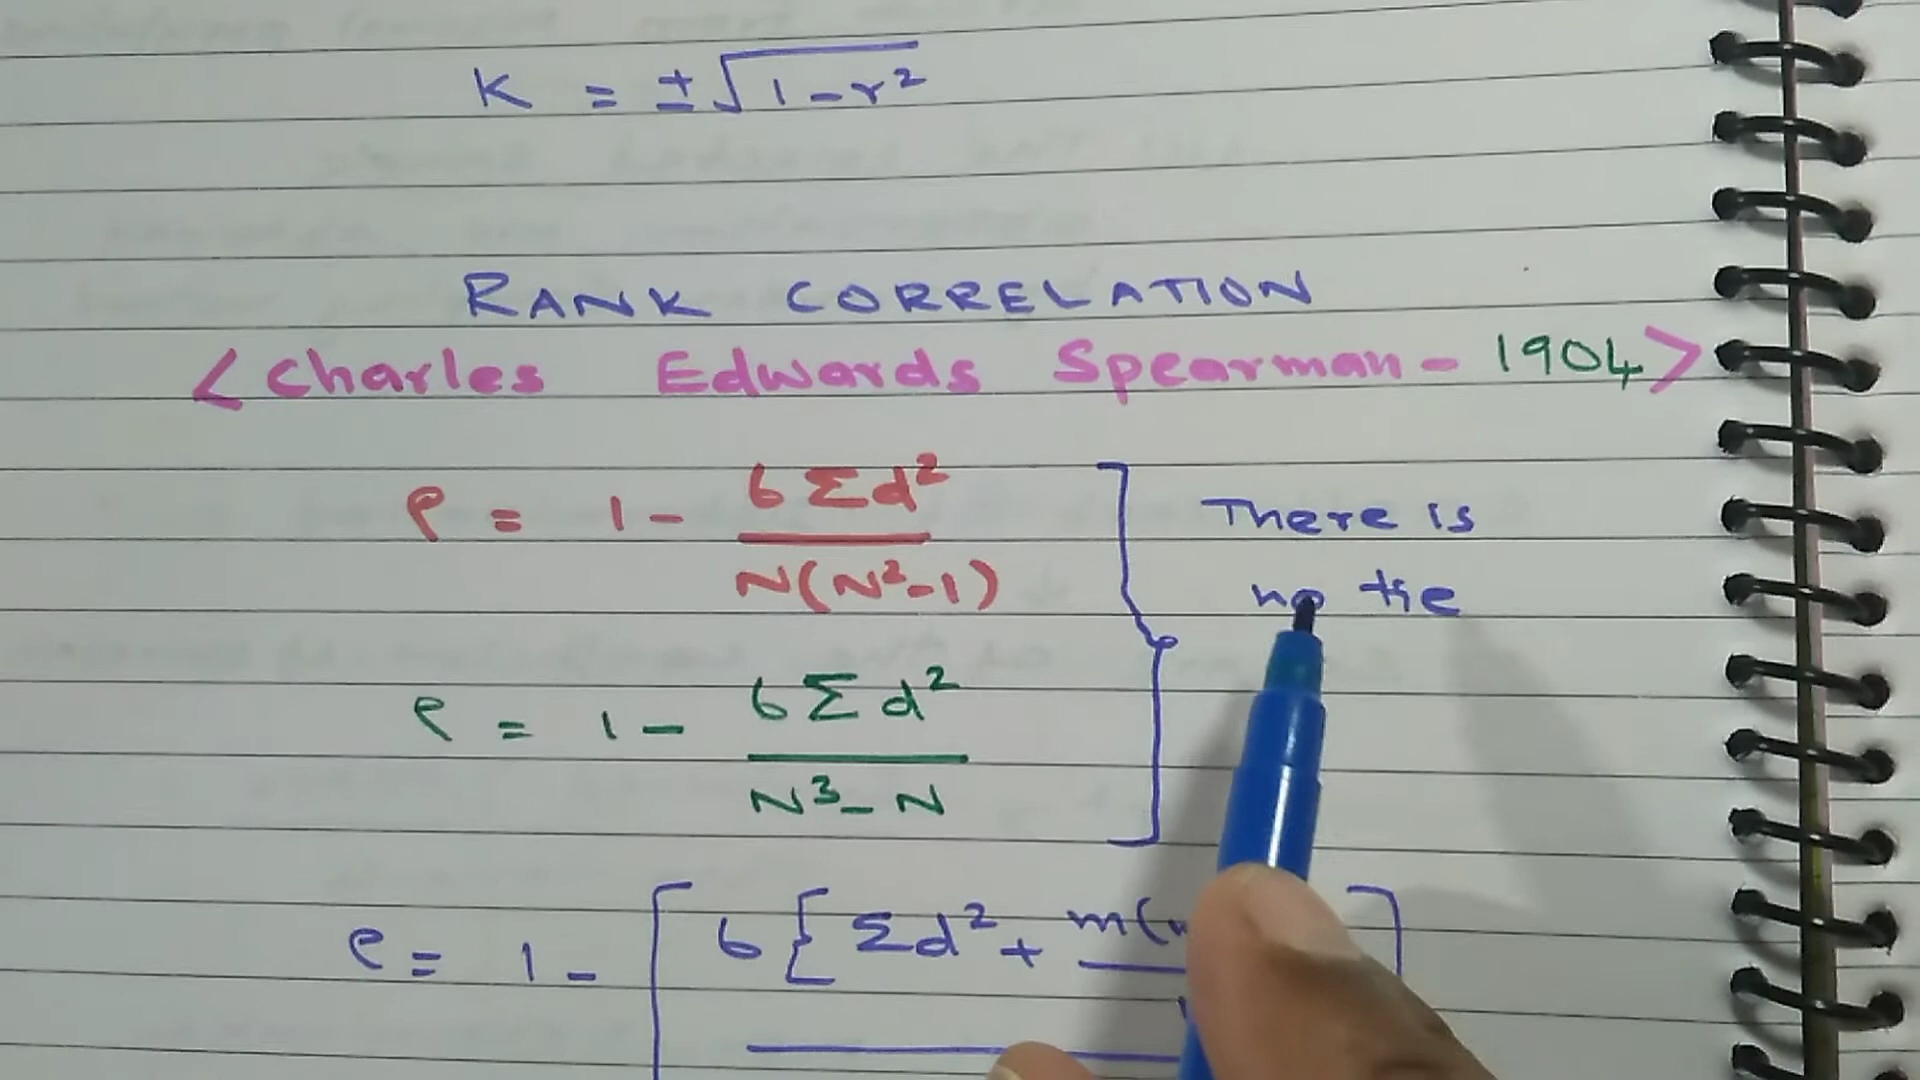 K = ±√1-r²
RANK CORRELATION
<Charles Edwards Spearman - 1904>
ρ = 1 - 6Σd² / N(N²-1)
There is
no tie
ρ = 1 - 6Σd² / N³-N
ρ = 1 - [ 6 { Σd² + m(